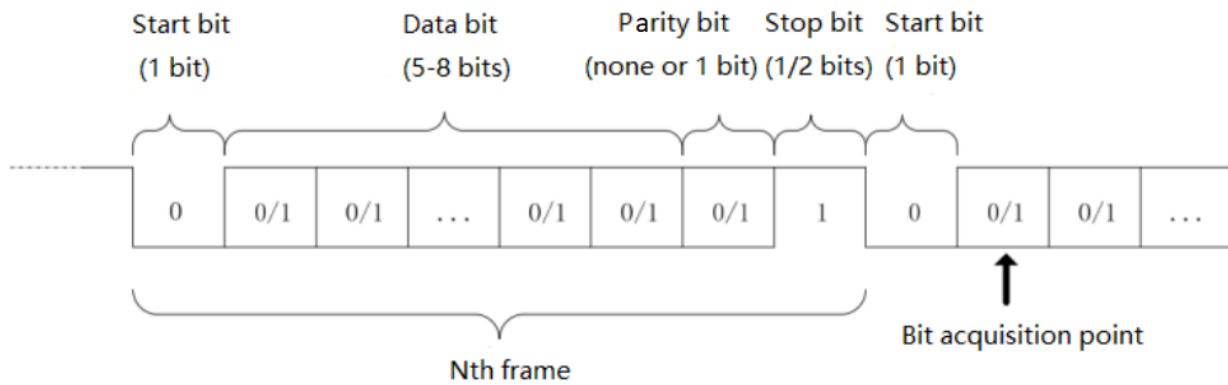 Start bit Data bit Parity bit Stop bit Start bit
(1 bit) (5-8 bits) (none or 1 bit) (1/2 bits) (1 bit)
0 0/1 0/1 ... 0/1 0/1 0/1 1 0 0/1 0/1 ...
Bit acquisition point
Nth frame